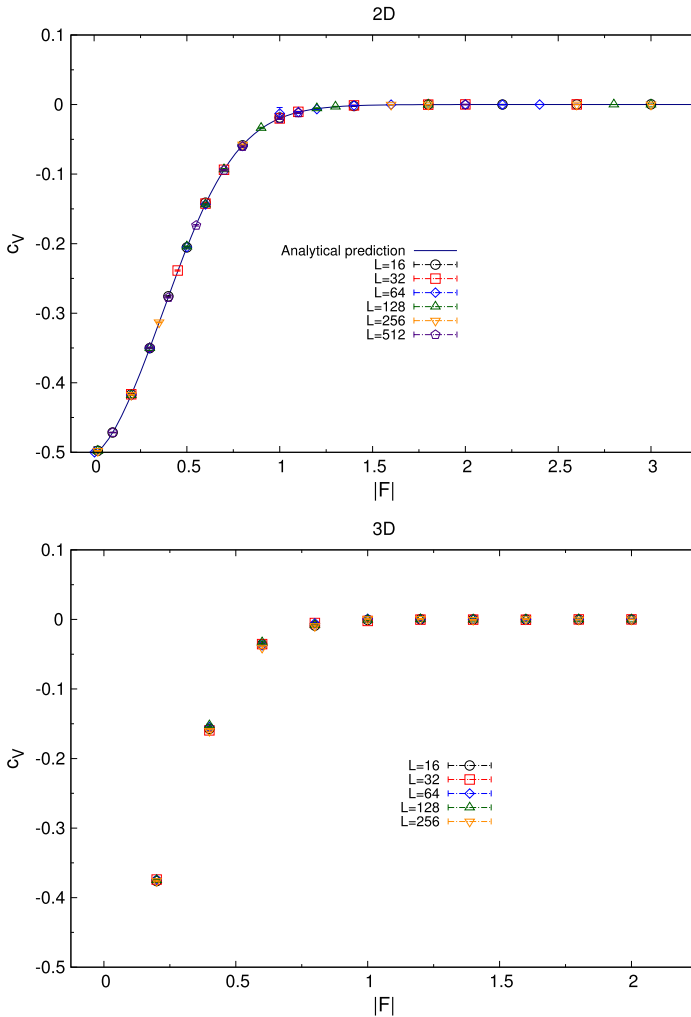 2D
0.1
0
-0.1
-0.2
-0.3
-0.4
-0.5
c_V
Analytical prediction
L=16
L=32
L=64
L=128
L=256
L=512
0 0.5 1 1.5 2 2.5 3
|F|
3D
0.1
0
-0.1
-0.2
-0.3
-0.4
-0.5
c_V
L=16
L=32
L=64
L=128
L=256
0 0.5 1 1.5 2
|F|